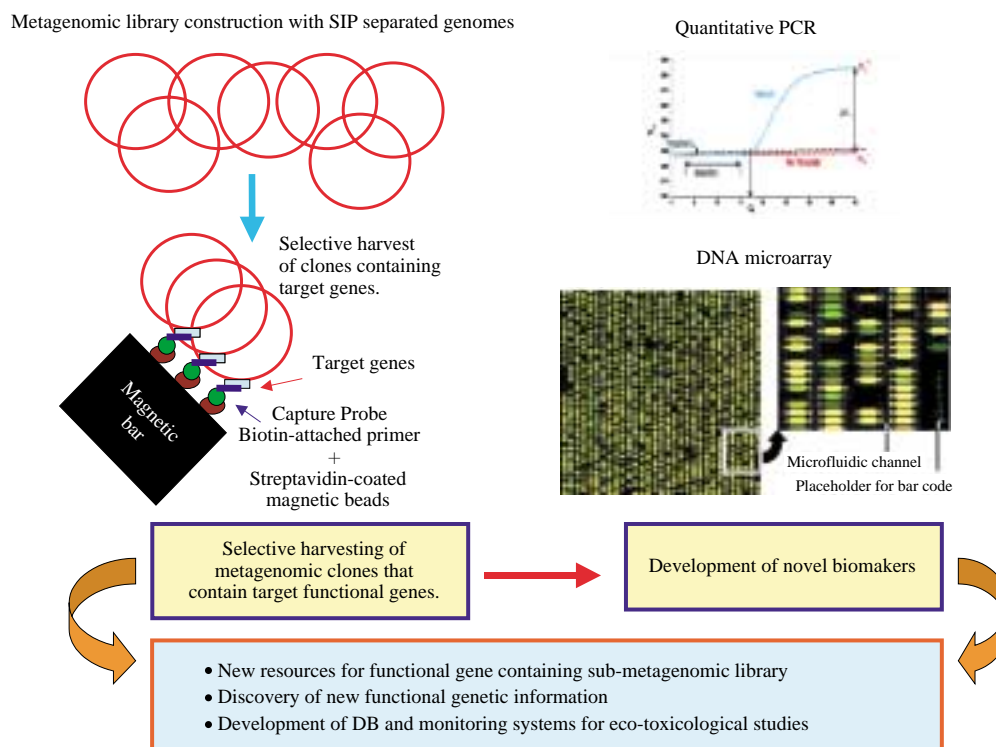 Metagenomic library construction with SIP separated genomes
Quantitative PCR
Selective harvest
of clones containing
target genes.
DNA microarray
Target genes
Magnetic
bar
Capture Probe
Biotin-attached primer
+
Streptavidin-coated
magnetic beads
Microfluidic channel
Placeholder for bar code
Selective harvesting of
metagenomic clones that
contain target functional genes.
Development of novel biomakers
• New resources for functional gene containing sub-metagenomic library
• Discovery of new functional genetic information
• Development of DB and monitoring systems for eco-toxicological studies